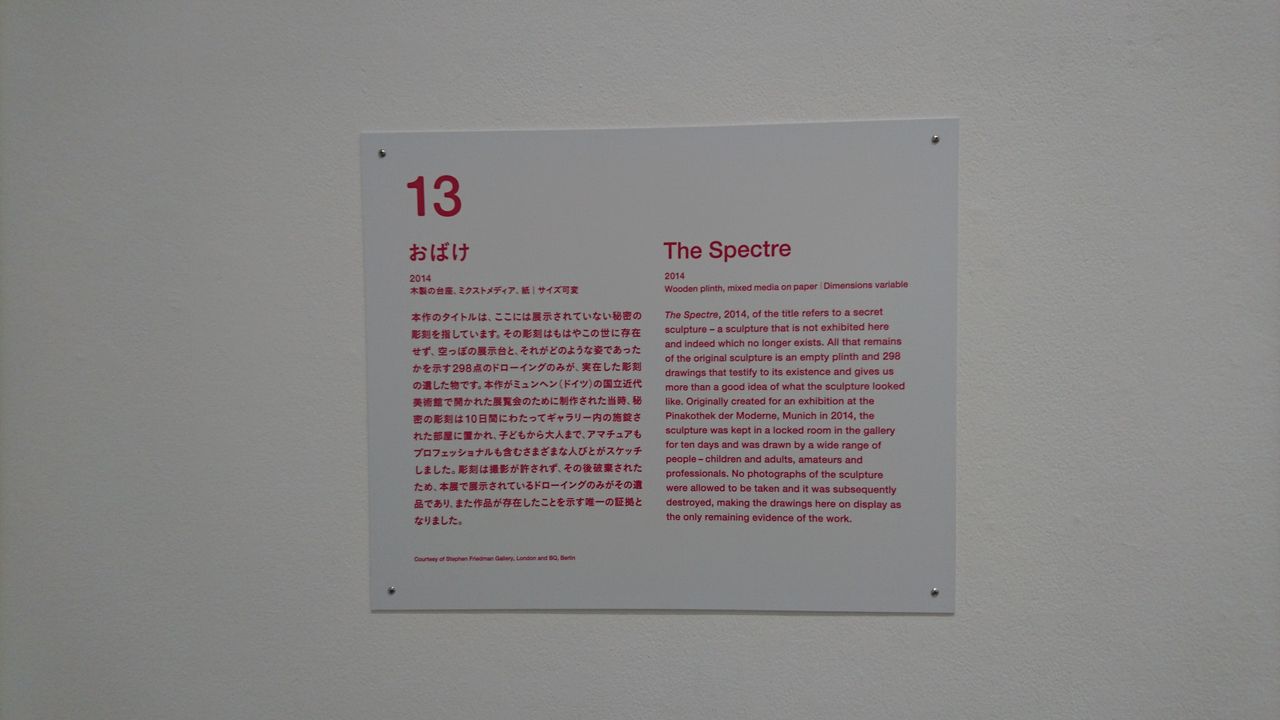 13
おばけ
2014
木製の台座、ミクストメディア、紙｜サイズ可変
本作のタイトルは、ここには展示されていない秘密の
彫刻を指しています。その彫刻はもはやこの世に存在
せず、空っぽの展示台と、それがどのような姿であった
かを示す298点のドローイングのみが、実在した彫刻
の遺した物です。本作がミュンヘン（ドイツ）の国立近代
美術館で開かれた展覧会のために制作された当時、秘
密の彫刻は10日間にわたってギャラリー内の施錠さ
れた部屋に置かれ、子どもから大人まで、アマチュアも
プロフェッショナルも含むさまざまな人びとがスケッチ
しました。彫刻は撮影が許されず、その後破棄された
ため、本展で展示されているドローイングのみがその遺
品であり、また作品が存在したことを示す唯一の証拠と
なりました。
Courtesy of Stephen Friedman Gallery, London and BQ, Berlin
The Spectre
2014
Wooden plinth, mixed media on paper | Dimensions variable
The Spectre, 2014, of the title refers to a secret
sculpture – a sculpture that is not exhibited here
and indeed which no longer exists. All that remains
of the original sculpture is an empty plinth and 298
drawings that testify to its existence and gives us
more than a good idea of what the sculpture looked
like. Originally created for an exhibition at the
Pinakothek der Moderne, Munich in 2014, the
sculpture was kept in a locked room in the gallery
for ten days and was drawn by a wide range of
people – children and adults, amateurs and
professionals. No photographs of the sculpture
were allowed to be taken and it was subsequently
destroyed, making the drawings here on display as
the only remaining evidence of the work.